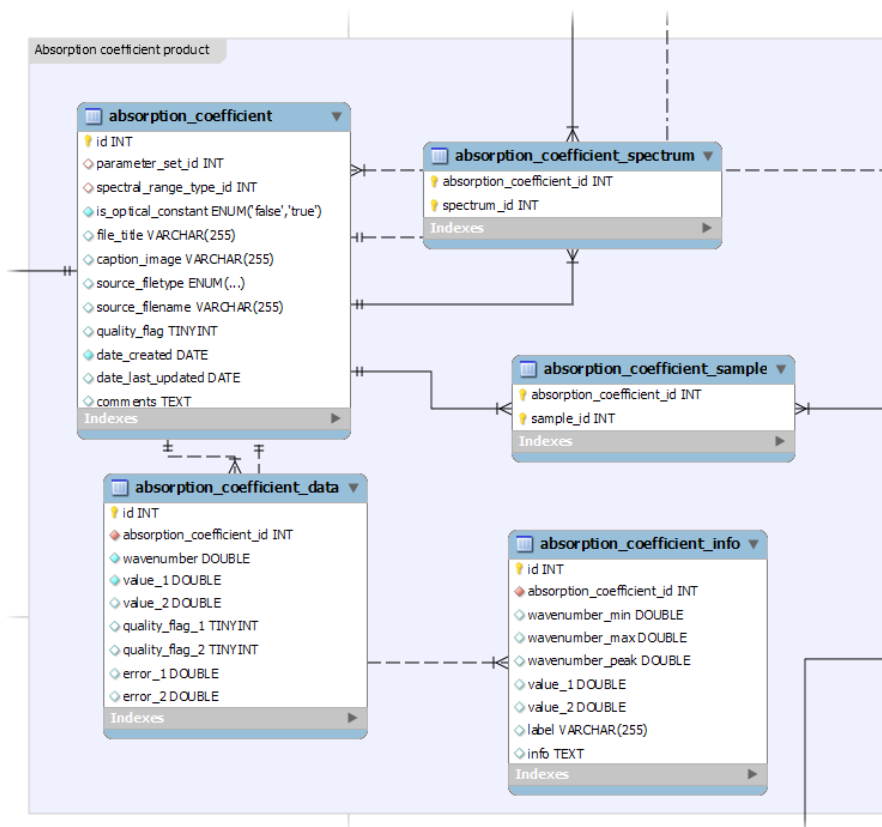 Absorption coefficient product
absorption_coefficient
id INT
parameter_set_id INT
spectral_range_type_id INT
is_optical_constant ENUM('false','true')
file_title VARCHAR(255)
caption_image VARCHAR(255)
source_filetype ENUM(...)
source_filename VARCHAR(255)
quality_flag TINYINT
date_created DATE
date_last_updated DATE
comments TEXT
Indexes
absorption_coefficient_spectrum
absorption_coefficient_id INT
spectrum_id INT
Indexes
absorption_coefficient_sample
absorption_coefficient_id INT
sample_id INT
Indexes
absorption_coefficient_data
id INT
absorption_coefficient_id INT
wavenumber DOUBLE
value_1 DOUBLE
value_2 DOUBLE
quality_flag_1 TINYINT
quality_flag_2 TINYINT
error_1 DOUBLE
error_2 DOUBLE
Indexes
absorption_coefficient_info
id INT
absorption_coefficient_id INT
wavenumber_min DOUBLE
wavenumber_max DOUBLE
wavenumber_peak DOUBLE
value_1 DOUBLE
value_2 DOUBLE
label VARCHAR(255)
info TEXT
Indexes